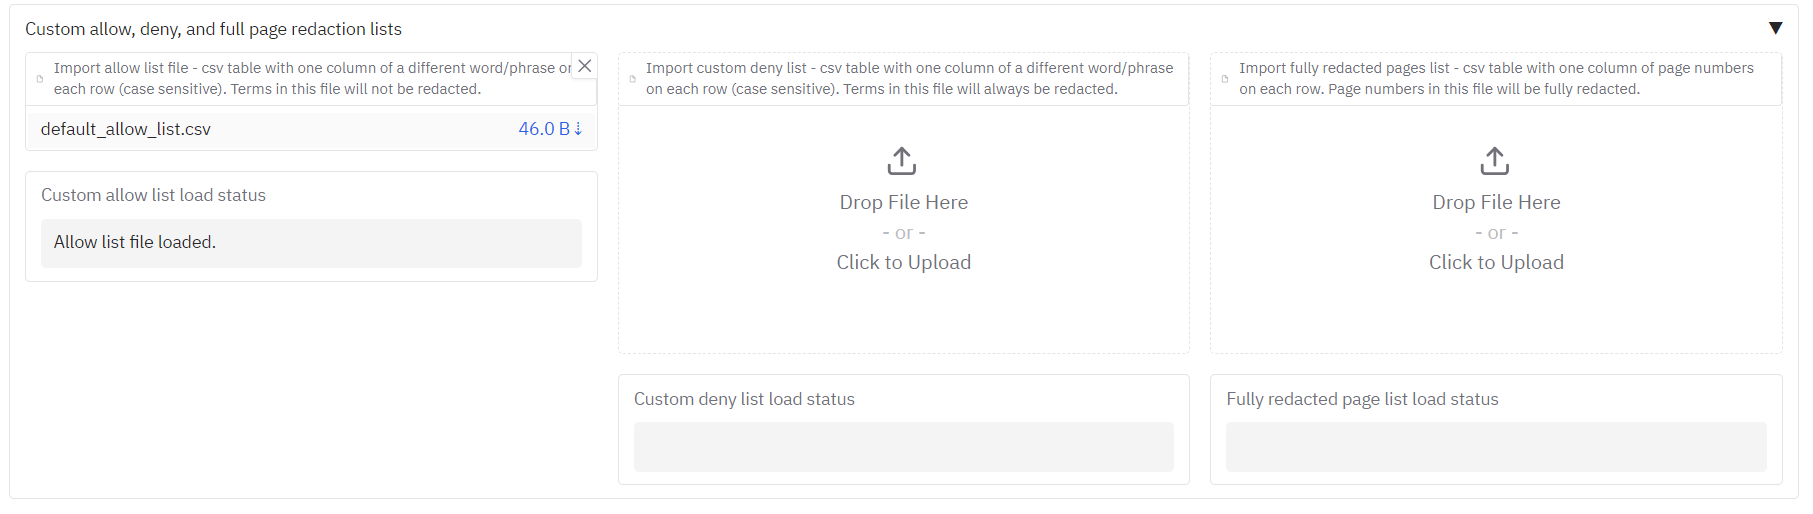 Custom allow, deny, and full page redaction lists
Import allow list file - csv table with one column of a different word/phrase on
each row (case sensitive). Terms in this file will not be redacted.
default_allow_list.csv
46.0 B ⇣
Custom allow list load status
Allow list file loaded.
Import custom deny list - csv table with one column of a different word/phrase
on each row (case sensitive). Terms in this file will always be redacted.
Drop File Here
- or -
Click to Upload
Custom deny list load status
Import fully redacted pages list - csv table with one column of page numbers
on each row. Page numbers in this file will be fully redacted.
Drop File Here
- or -
Click to Upload
Fully redacted page list load status